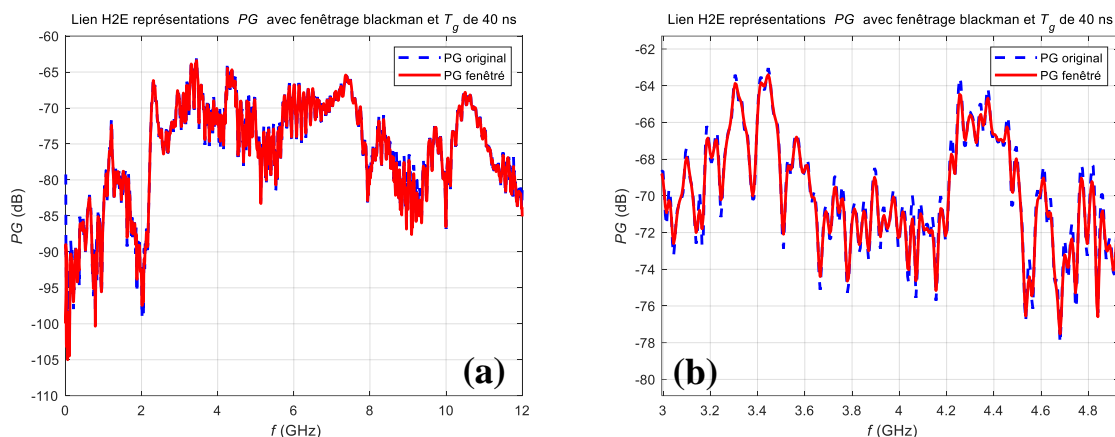 Lien H2E représentations PG avec fenêtrage blackman et Tg de 40 ns
-60
-65
-70
-75
-80
-85
-90
-95
-100
-105
-110
PG (dB)
PG original
PG fenêtré
(a)
0 2 4 6 8 10 12
f (GHz)
Lien H2E représentations PG avec fenêtrage blackman et Tg de 40 ns
-62
-64
-66
-68
-70
-72
-74
-76
-78
-80
PG (dB)
PG original
PG fenêtré
(b)
3 3.2 3.4 3.6 3.8 4 4.2 4.4 4.6 4.8
f (GHz)